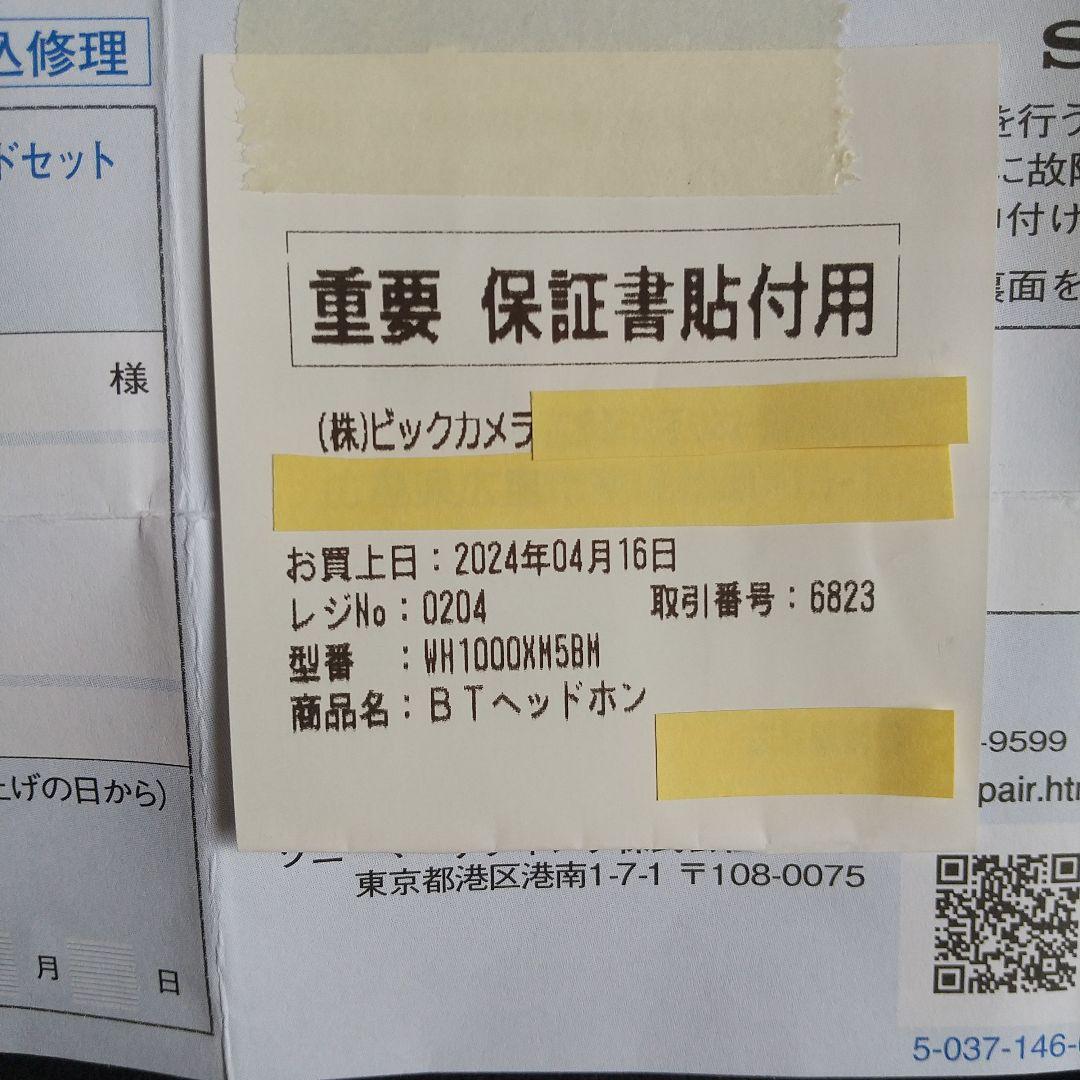 込修理
ドセット
様
上げの日から)
月 日
S
を行う
に故障
付け
裏面を
重要 保証書貼付用
(株)ビックカメラ
お買上日:2024年04月16日
レジNo:0204 取引番号:6823
型番 :WH1000XM5BM
商品名:BTヘッドホン
-9599
pair.htm
東京都港区港南1-7-1 〒108-0075
5-037-146-